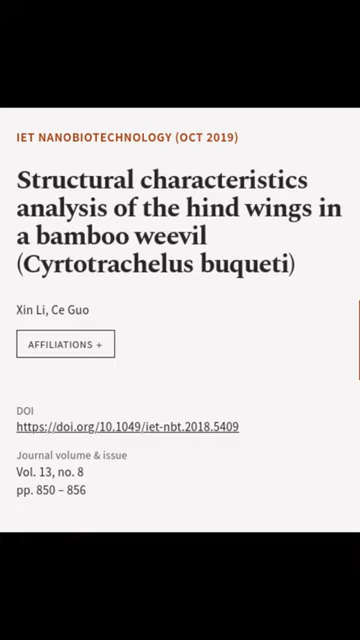 IET NANOBIOTECHNOLOGY (OCT 2019)
Structural characteristics
analysis of the hind wings in
a bamboo weevil
(Cyrtotrachelus buqueti)
Xin Li, Ce Guo
AFFILIATIONS +
DOI
https://doi.org/10.1049/iet-nbt.2018.5409
Journal volume & issue
Vol. 13, no. 8
pp. 850 – 856